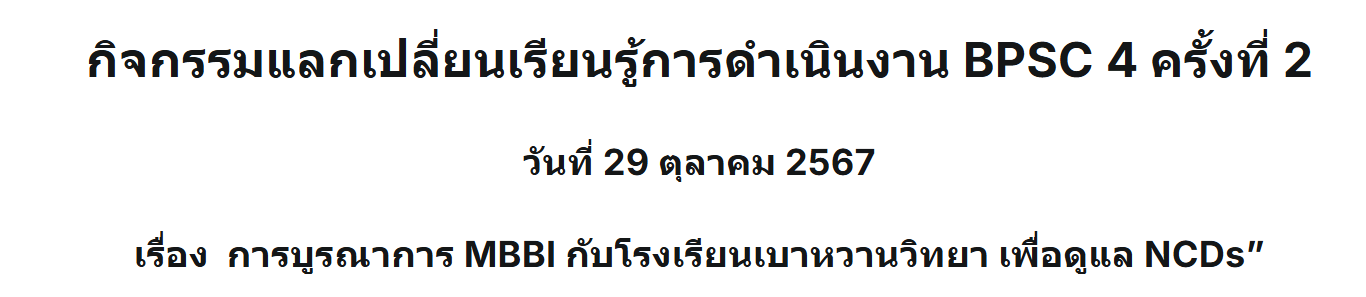 กิจกรรมแลกเปลี่ยนเรียนรู้การดำเนินงาน BPSC 4 ครั้งที่ 2
วันที่ 29 ตุลาคม 2567
เรื่อง  การบูรณาการ MBBI กับโรงเรียนเบาหวานวิทยา เพื่อดูแล NCDs”